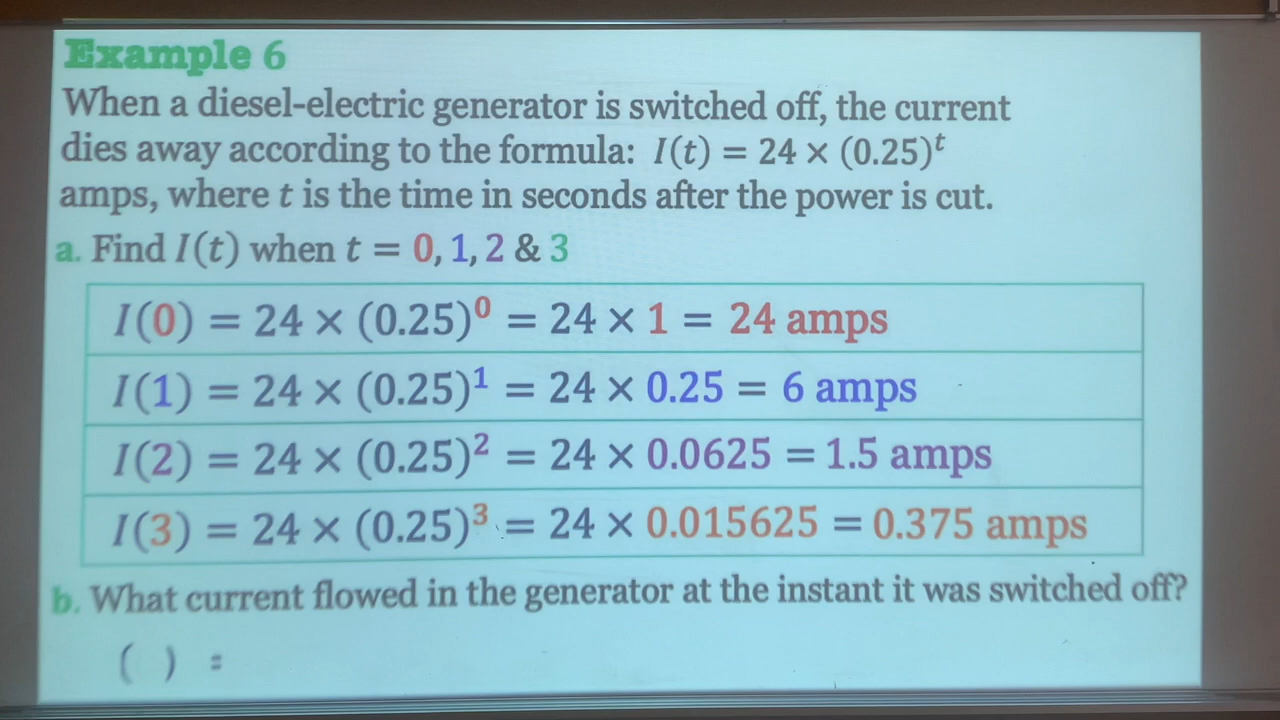 Example 6
When a diesel-electric generator is switched off, the current
dies away according to the formula: I(t) = 24 × (0.25)^t
amps, where t is the time in seconds after the power is cut.
a. Find I(t) when t = 0, 1, 2 & 3
I(0) = 24 × (0.25)^0 = 24 × 1 = 24 amps
I(1) = 24 × (0.25)^1 = 24 × 0.25 = 6 amps
I(2) = 24 × (0.25)^2 = 24 × 0.0625 = 1.5 amps
I(3) = 24 × (0.25)^3 = 24 × 0.015625 = 0.375 amps
b. What current flowed in the generator at the instant it was switched off?
( ) =